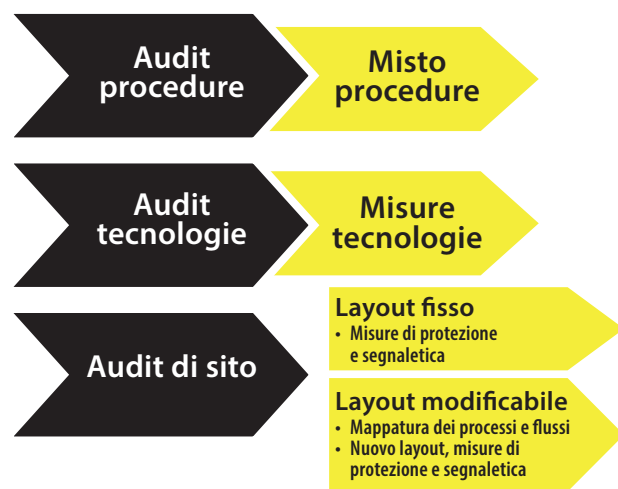 Audit
procedure
Misto
procedure
Audit
tecnologie
Misure
tecnologie
Audit di sito
Layout fisso
• Misure di protezione
e segnaletica
Layout modificabile
• Mappatura dei processi e flussi
• Nuovo layout, misure di
protezione e segnaletica